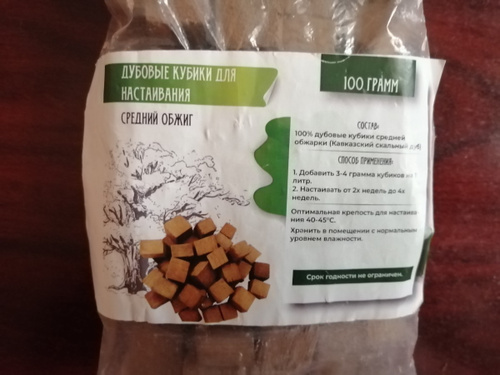 ДУБОВЫЕ КУБИКИ ДЛЯ
НАСТАИВАНИЯ
СРЕДНИЙ ОБЖИГ
100 ГРАММ
СОСТАВ:
100% дубовые кубики средней
обжарки (Кавказский скальный дуб)
СПОСОБ ПРИМЕНЕНИЯ:
1. Добавить 3-4 грамма кубиков на 1
литр.
2. Настаивать от 2х недель до 4х
недель.
Оптимальная крепость для настаива-
ния 40-45°C.
Хранить в помещении с нормальным
уровнем влажности.
Срок годности не ограничен.